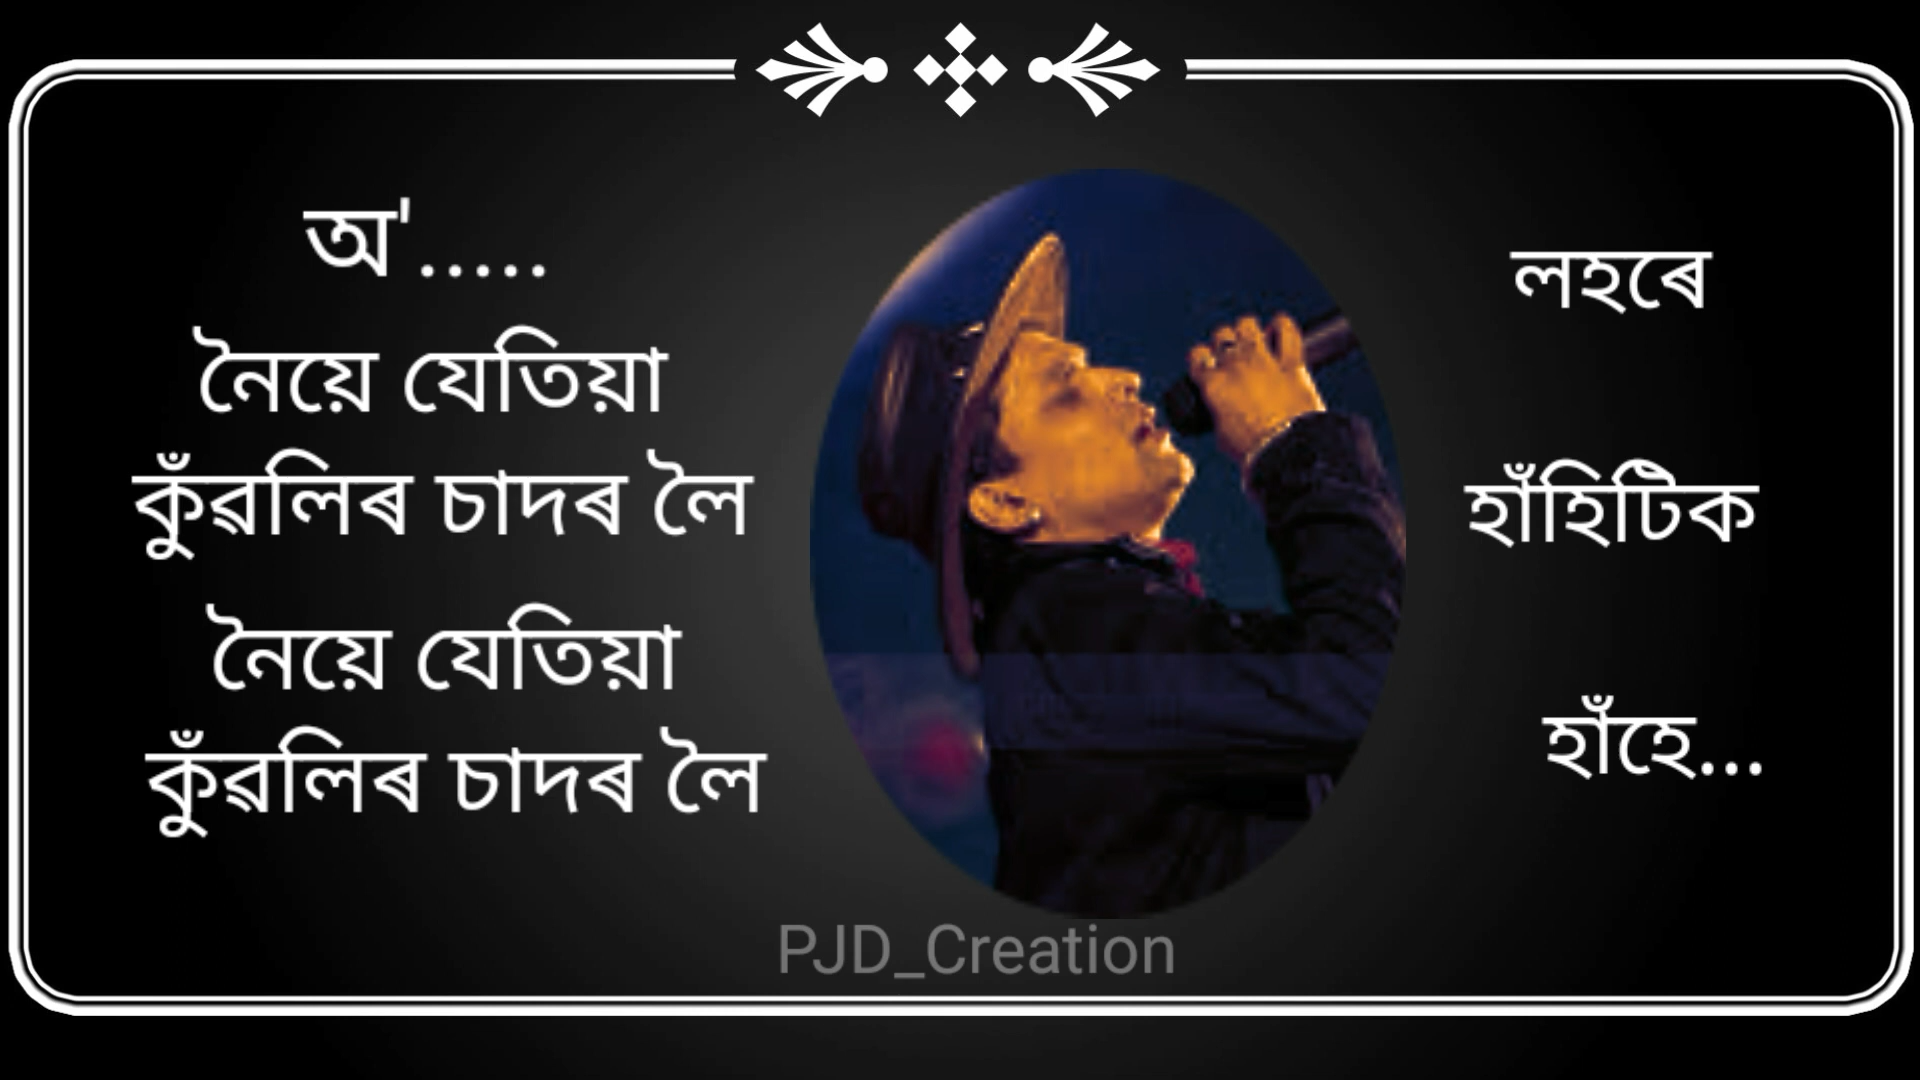 অ'.....
নৈয়ে যেতিয়া
কুঁৱলিৰ চাদৰ লৈ
নৈয়ে যেতিয়া
কুঁৱলিৰ চাদৰ লৈ
লহৰে
হাঁহিটিক
হাঁহে...
PJD_Creation